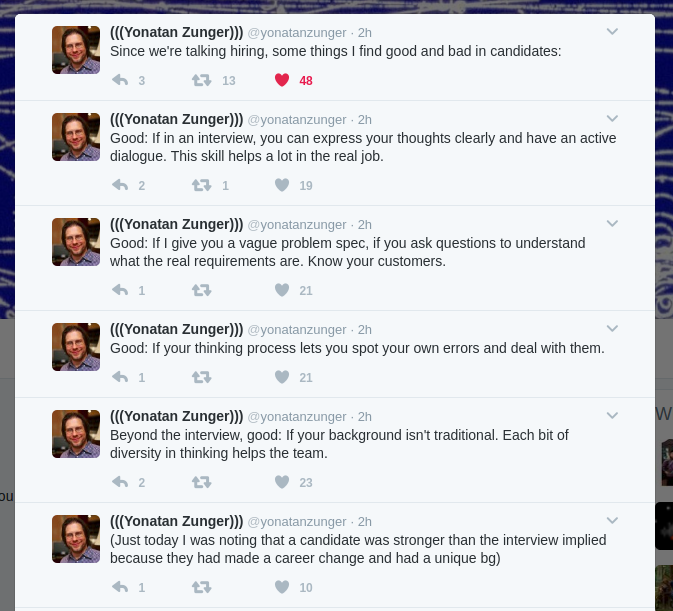 (((Yonatan Zunger))) @yonatanzunger · 2h
Since we're talking hiring, some things I find good and bad in candidates:
3 13 48
(((Yonatan Zunger))) @yonatanzunger · 2h
Good: If in an interview, you can express your thoughts clearly and have an active
dialogue. This skill helps a lot in the real job.
2 1 19
(((Yonatan Zunger))) @yonatanzunger · 2h
Good: If I give you a vague problem spec, if you ask questions to understand
what the real requirements are. Know your customers.
1 21
(((Yonatan Zunger))) @yonatanzunger · 2h
Good: If your thinking process lets you spot your own errors and deal with them.
1 21
(((Yonatan Zunger))) @yonatanzunger · 2h
Beyond the interview, good: If your background isn't traditional. Each bit of
diversity in thinking helps the team.
2 23
(((Yonatan Zunger))) @yonatanzunger · 2h
(Just today I was noting that a candidate was stronger than the interview implied
because they had made a career change and had a unique bg)
1 10
W
ou